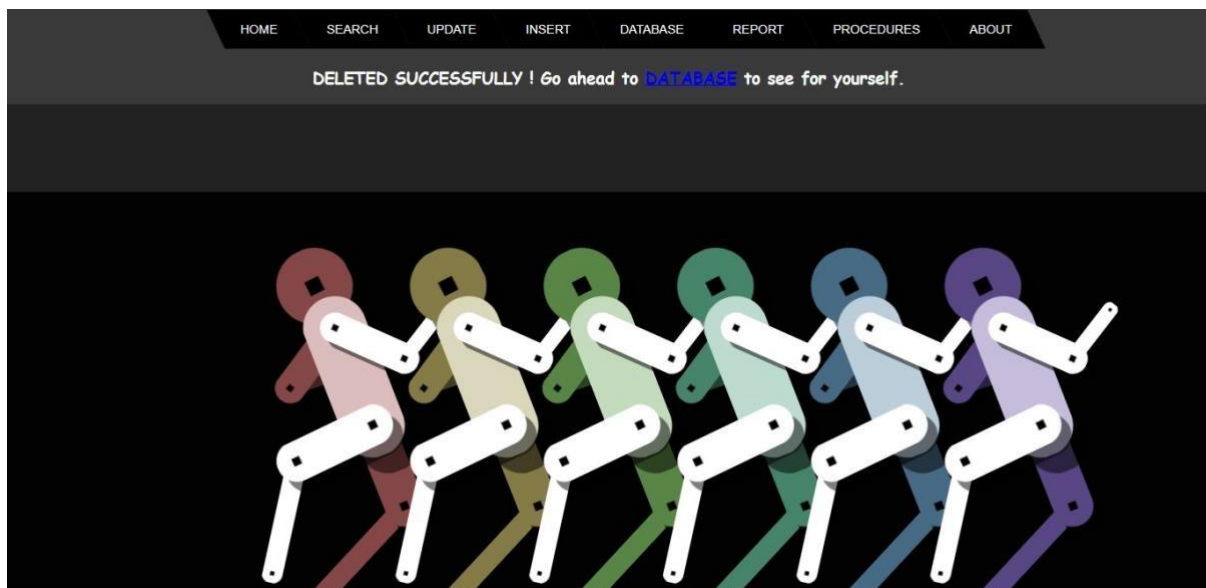 HOME SEARCH UPDATE INSERT DATABASE REPORT PROCEDURES ABOUT
DELETED SUCCESSFULLY ! Go ahead to DATABASE to see for yourself.